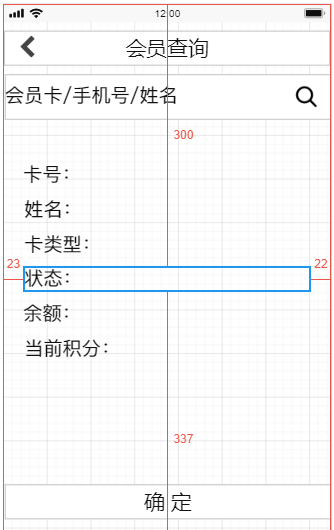 12:00
会员查询
会员卡/手机号/姓名
300
卡号：
姓名：
卡类型：
23
22
状态：
余额：
当前积分：
337
确 定